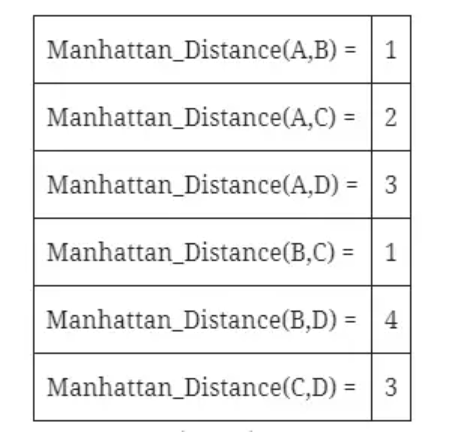 Manhattan_Distance(A,B) = 1
Manhattan_Distance(A,C) = 2
Manhattan_Distance(A,D) = 3
Manhattan_Distance(B,C) = 1
Manhattan_Distance(B,D) = 4
Manhattan_Distance(C,D) = 3